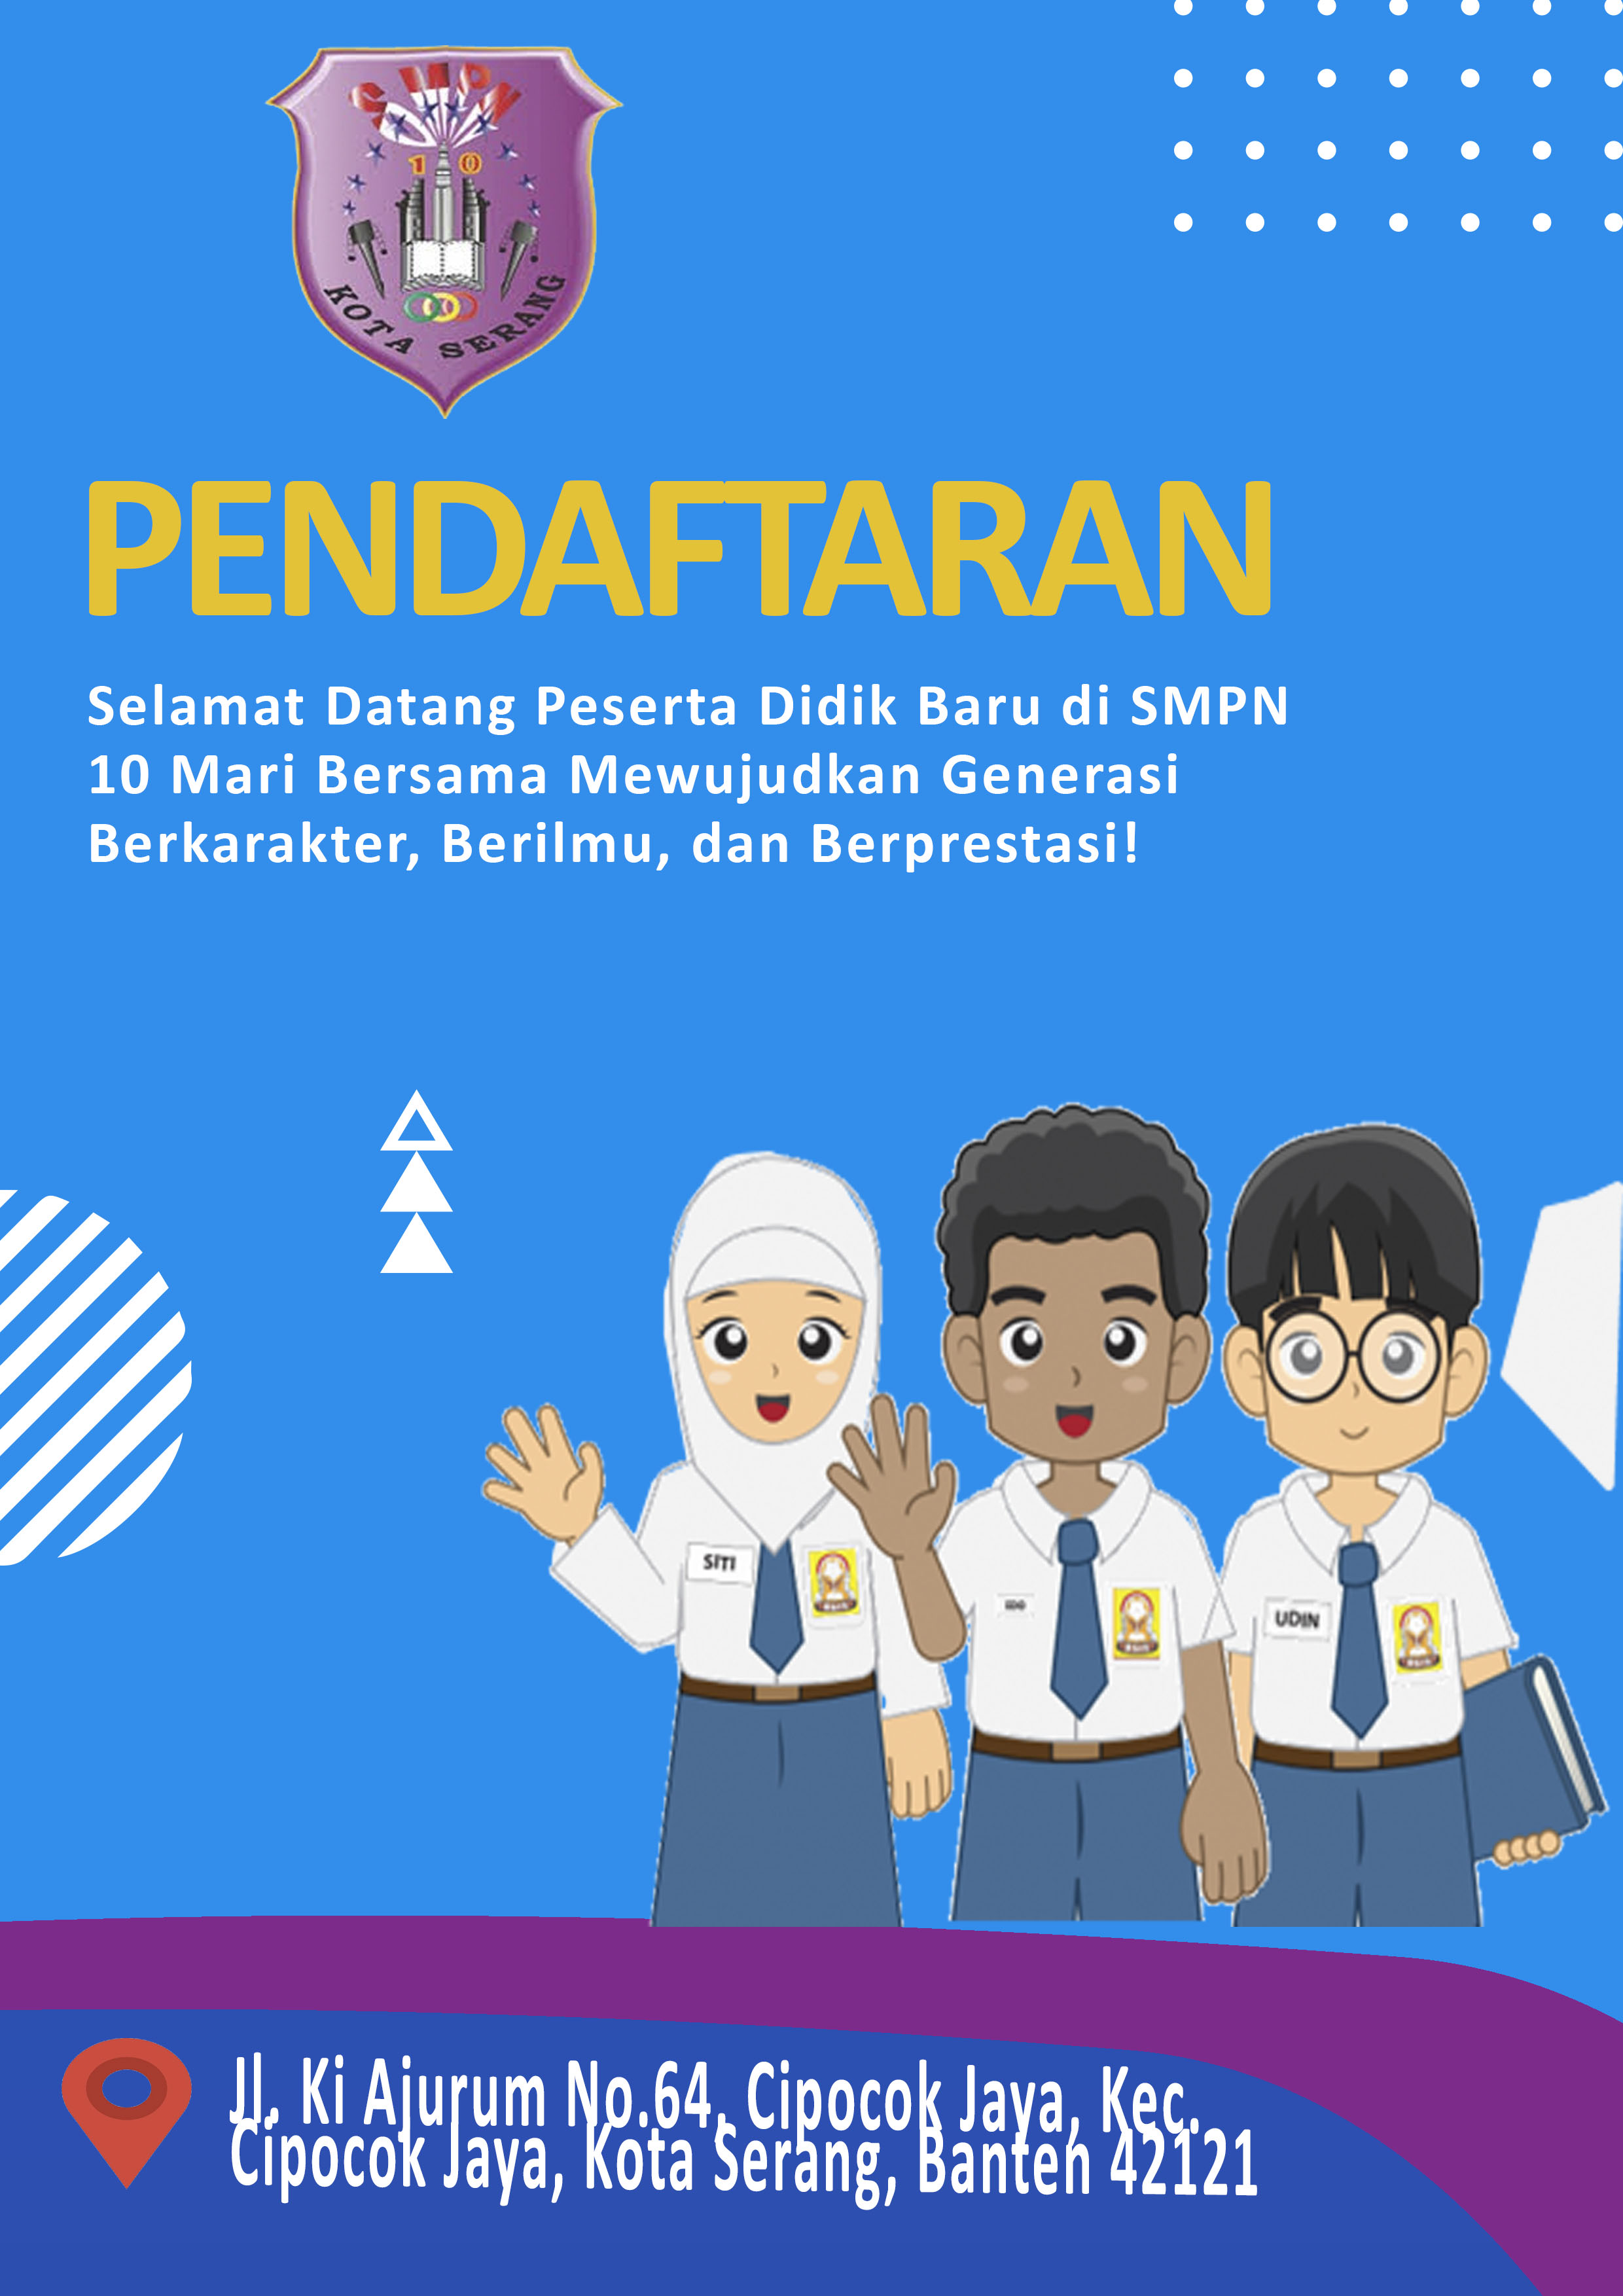 SMPN
10
KOTA SERANG
PENDAFTARAN
Selamat Datang Peserta Didik Baru di SMPN
10 Mari Bersama Mewujudkan Generasi
Berkarakter, Berilmu, dan Berprestasi!
SITI
UDIN
Jl. Ki Ajurum No.64, Cipocok Jaya, Kec.
Cipocok Jaya, Kota Serang, Banten 42121